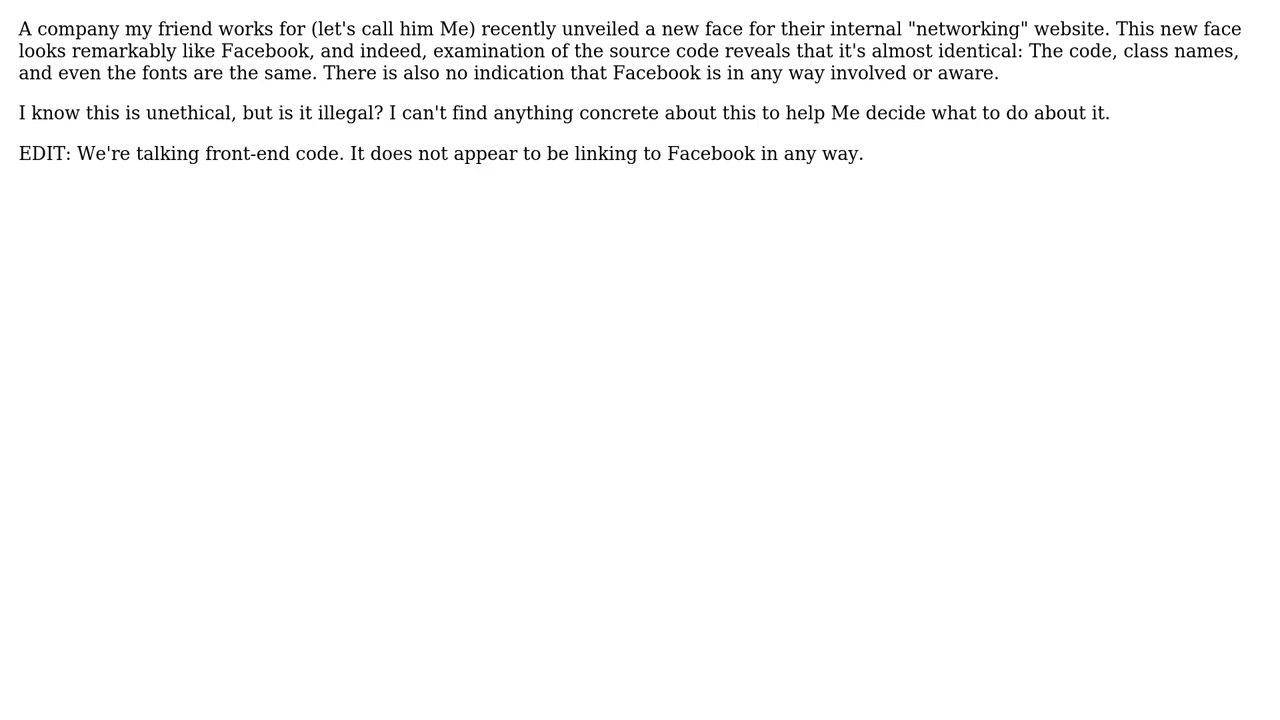 A company my friend works for (let's call him Me) recently unveiled a new face for their internal "networking" website. This new face
looks remarkably like Facebook, and indeed, examination of the source code reveals that it's almost identical: The code, class names,
and even the fonts are the same. There is also no indication that Facebook is in any way involved or aware.
I know this is unethical, but is it illegal? I can't find anything concrete about this to help Me decide what to do about it.
EDIT: We're talking front-end code. It does not appear to be linking to Facebook in any way.